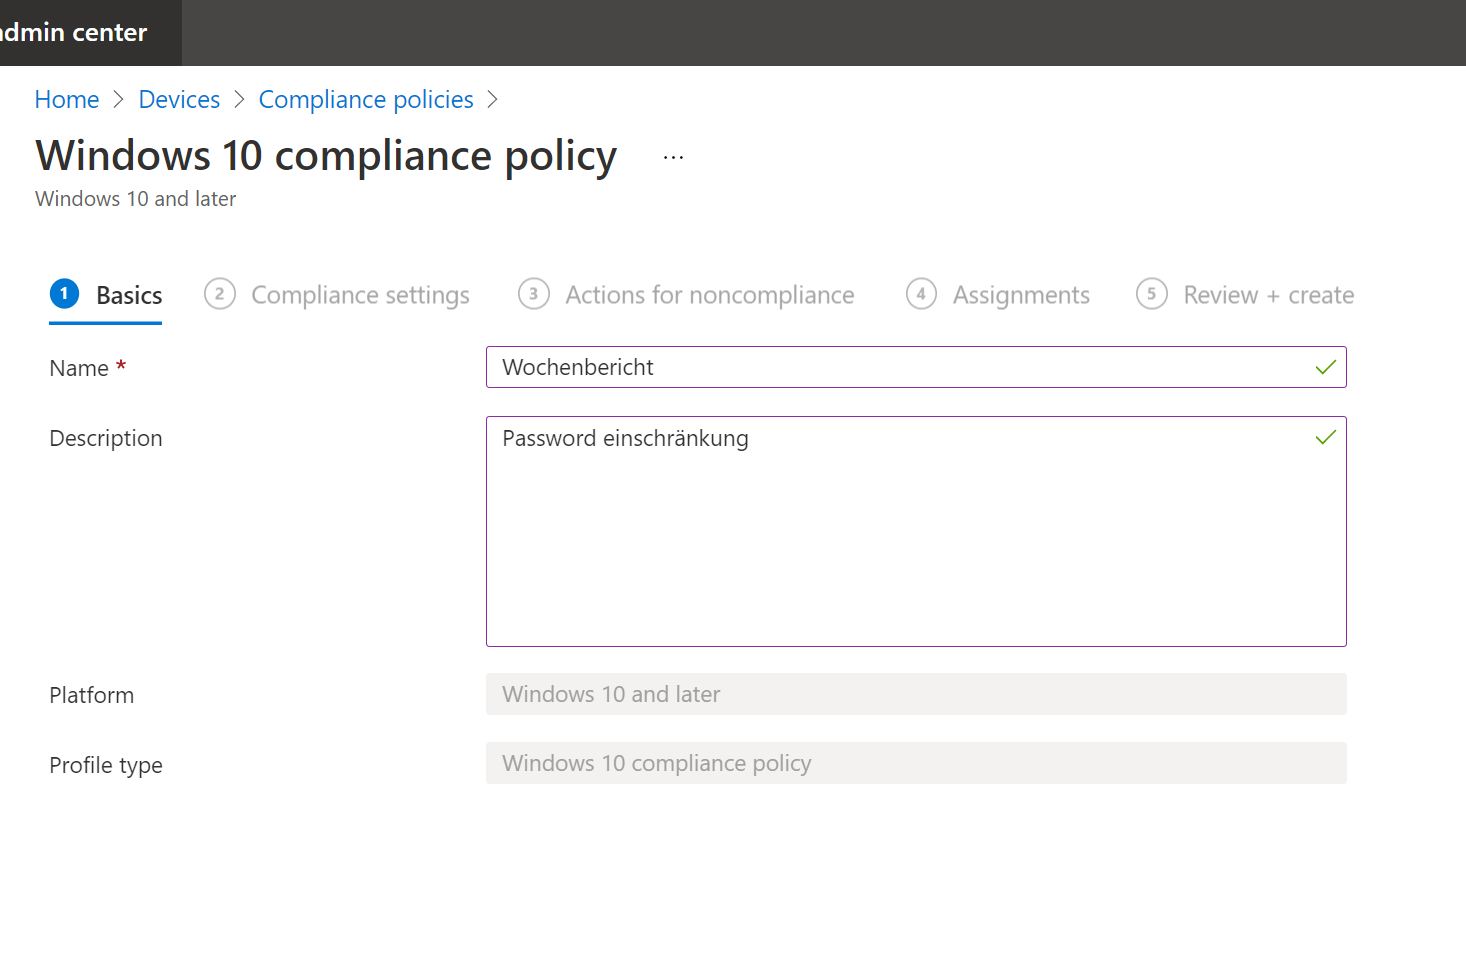 admin center
Home > Devices > Compliance policies >
Windows 10 compliance policy ...
Windows 10 and later
1 Basics 2 Compliance settings 3 Actions for noncompliance 4 Assignments 5 Review + create
Name * Wochenbericht
Description Password einschränkung
Platform Windows 10 and later
Profile type Windows 10 compliance policy